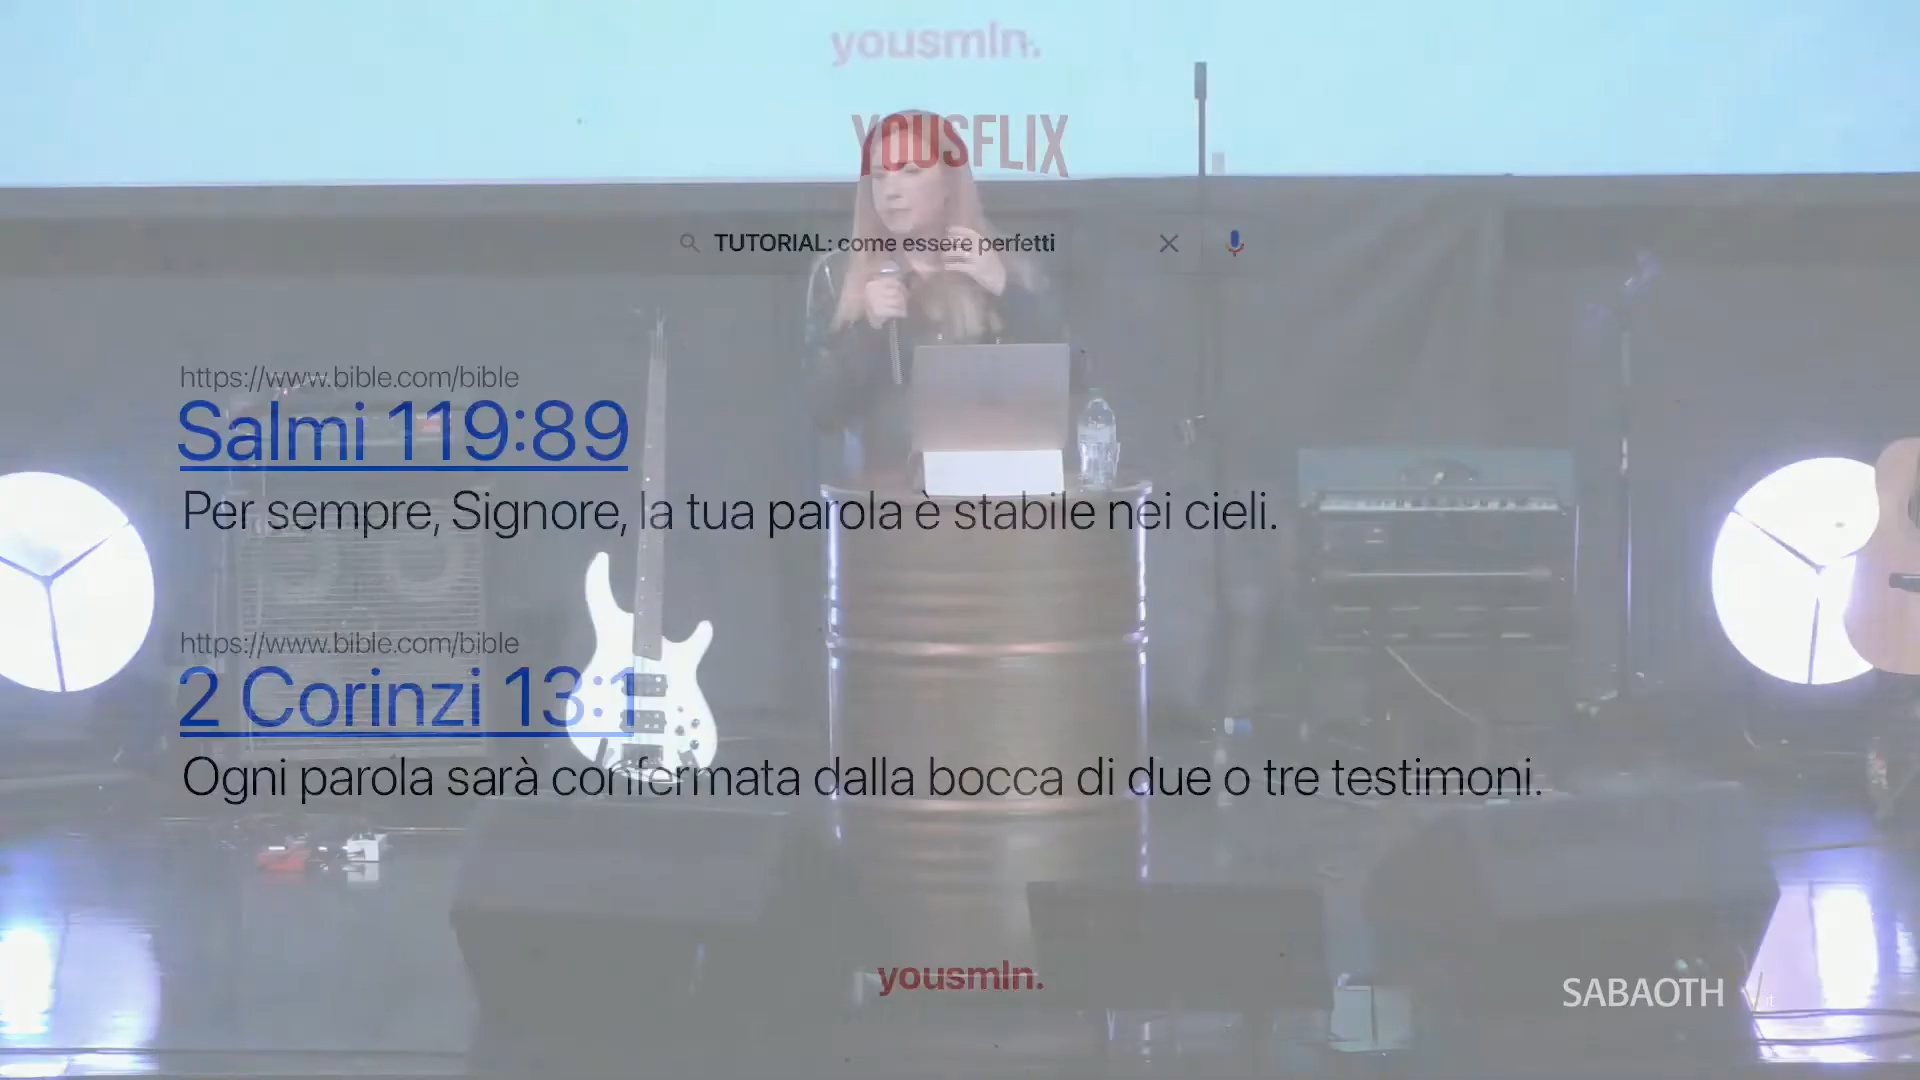 yousmln.
YOUSFLIX
TUTORIAL: come essere perfetti
https://www.bible.com/bible
Salmi 119:89
Per sempre, Signore, la tua parola è stabile nei cieli.
https://www.bible.com/bible
2 Corinzi 13:1
Ogni parola sarà confermata dalla bocca di due o tre testimoni.
yousmln.
SABAOTH